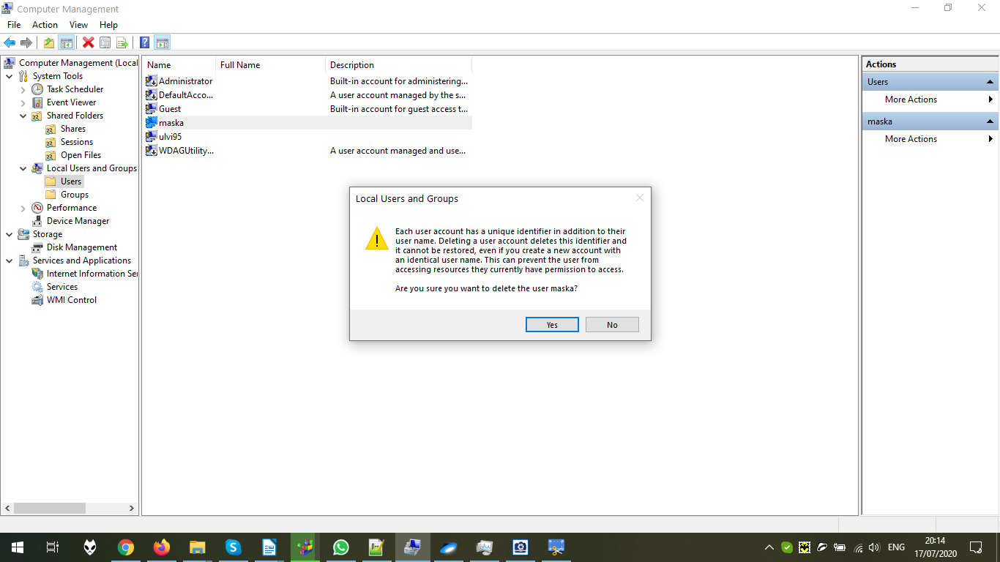 Computer Management
File Action View Help
Computer Management (Local
System Tools
Task Scheduler
Event Viewer
Shared Folders
Shares
Sessions
Open Files
Local Users and Groups
Users
Groups
Performance
Device Manager
Storage
Disk Management
Services and Applications
Internet Information Ser
Services
WMI Control
Name Full Name Description
Administrator Built-in account for administering...
DefaultAcco... A user account managed by the s...
Guest Built-in account for guest access t...
maska
ulvi95
WDAGUtility... A user account managed and use...
Actions
Users
More Actions
maska
More Actions
Local Users and Groups
Each user account has a unique identifier in addition to their
user name. Deleting a user account deletes this identifier and
it cannot be restored, even if you create a new account with
an identical user name. This can prevent the user from
accessing resources they currently have permission to access.
Are you sure you want to delete the user maska?
Yes No
ENG
20:14
17/07/2020